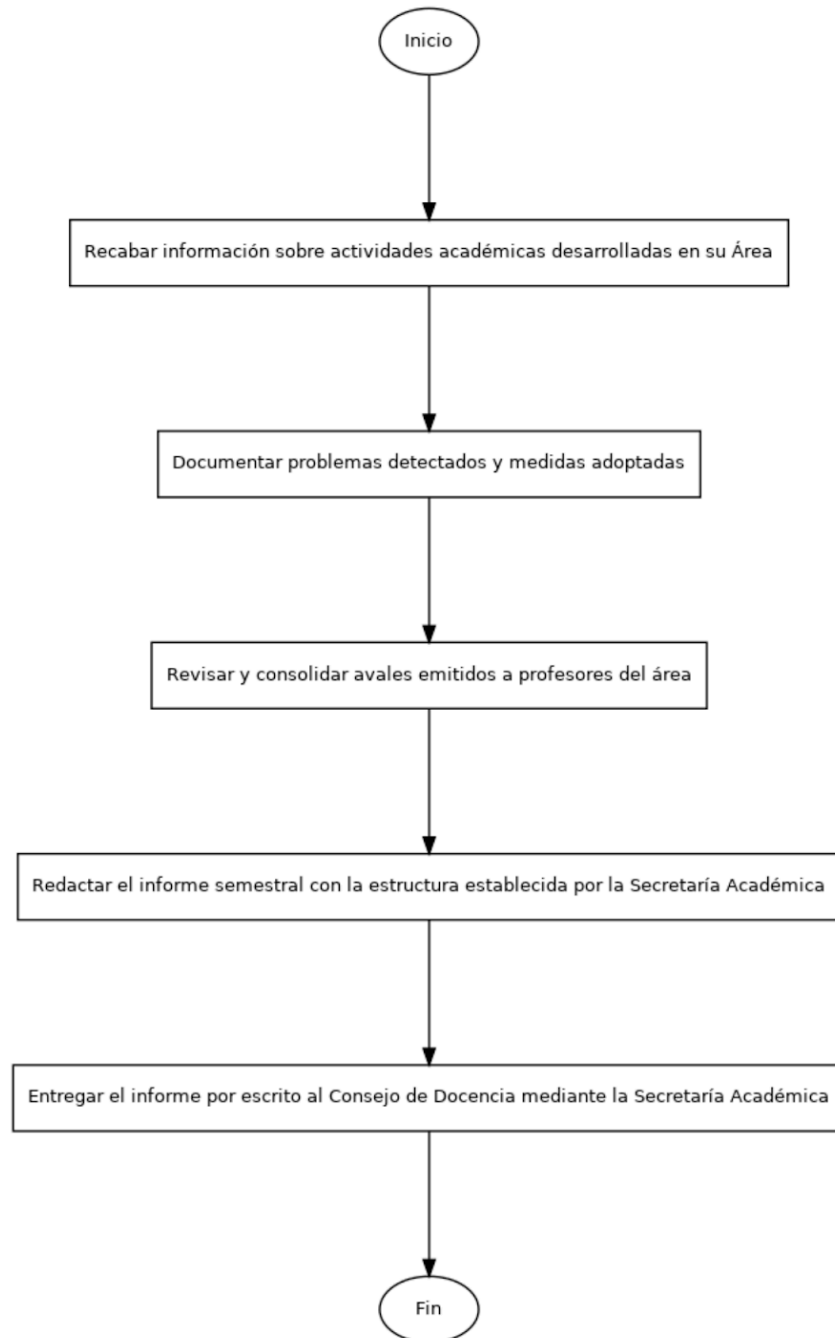 Inicio
Recabar información sobre actividades académicas desarrolladas en su Área
Documentar problemas detectados y medidas adoptadas
Revisar y consolidar avales emitidos a profesores del área
Redactar el informe semestral con la estructura establecida por la Secretaría Académica
Entregar el informe por escrito al Consejo de Docencia mediante la Secretaría Académica
Fin